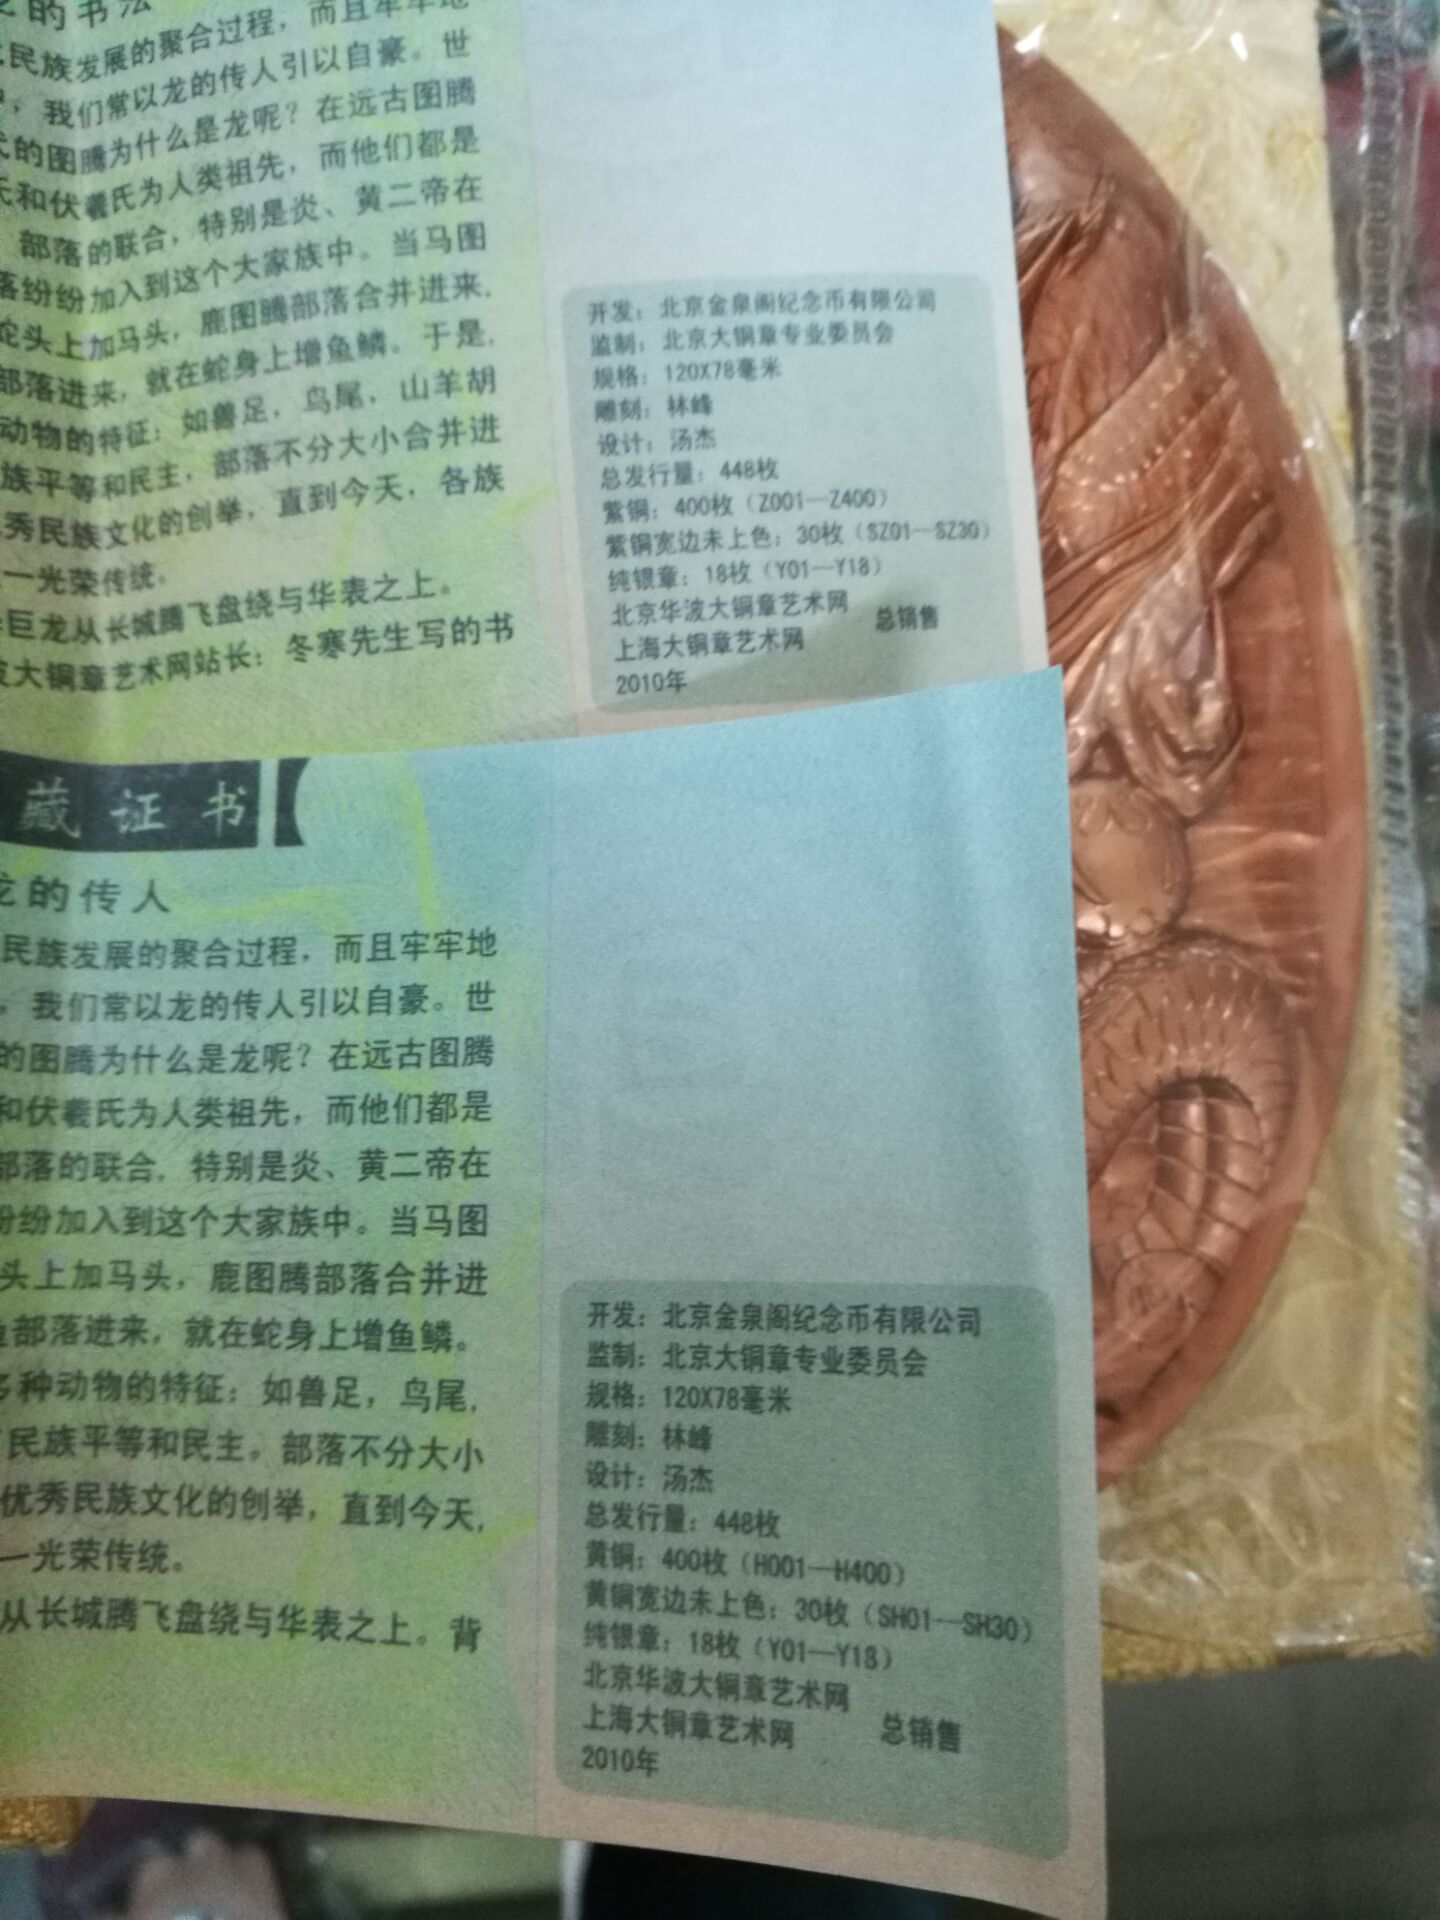 的书法
民族发展的聚合过程，而且牢牢地
，我们常以龙的传人引以自豪。世
的图腾为什么是龙呢？在远古图腾
氏和伏羲氏为人类祖先，而他们都是
部落的联合，特别是炎、黄二帝在
落纷纷加入到这个大家族中。当马图
蛇头上加马头，鹿图腾部落合并进来，
部落进来，就在蛇身上增鱼鳞。于是，
动物的特征：如兽足，鸟尾，山羊胡
族平等和民主，部落不分大小合并进
秀民族文化的创举，直到今天，各族
一光荣传统。
巨龙从长城腾飞盘绕与华表之上。
大铜章艺术网站长：冬寒先生写的书
开发：北京金泉阁纪念币有限公司
监制：北京大铜章专业委员会
规格：120X78毫米
雕刻：林峰
设计：汤杰
总发行量：448枚
紫铜：400枚（Z001—Z400）
紫铜宽边未上色：30枚（SZ01—SZ30）
纯银章：18枚（Y01—Y18）
北京华波大铜章艺术网
上海大铜章艺术网 总销售
2010年
藏证书
龙的传人
民族发展的聚合过程，而且牢牢地
。我们常以龙的传人引以自豪。世
的图腾为什么是龙呢？在远古图腾
和伏羲氏为人类祖先，而他们都是
部落的联合，特别是炎、黄二帝在
纷纷加入到这个大家族中。当马图
头上加马头，鹿图腾部落合并进
鱼部落进来，就在蛇身上增鱼鳞。
多种动物的特征：如兽足，鸟尾，
民族平等和民主。部落不分大小
优秀民族文化的创举，直到今天，
一光荣传统。
从长城腾飞盘绕与华表之上。背
开发：北京金泉阁纪念币有限公司
监制：北京大铜章专业委员会
规格：120X78毫米
雕刻：林峰
设计：汤杰
总发行量：448枚
黄铜：400枚（H001—H400）
黄铜宽边未上色：30枚（SH01—SH30）
纯银章：18枚（Y01—Y18）
北京华波大铜章艺术网
上海大铜章艺术网 总销售
2010年